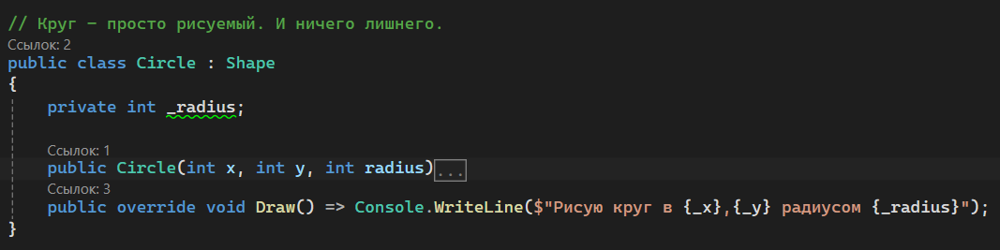 // Круг — просто рисуемый. И ничего лишнего.
Ссылок: 2
public class Circle : Shape
{
private int _radius;
Ссылок: 1
public Circle(int x, int y, int radius)...
Ссылок: 3
public override void Draw() => Console.WriteLine($"Рисую круг в {_x},{_y} радиусом {_radius}");
}